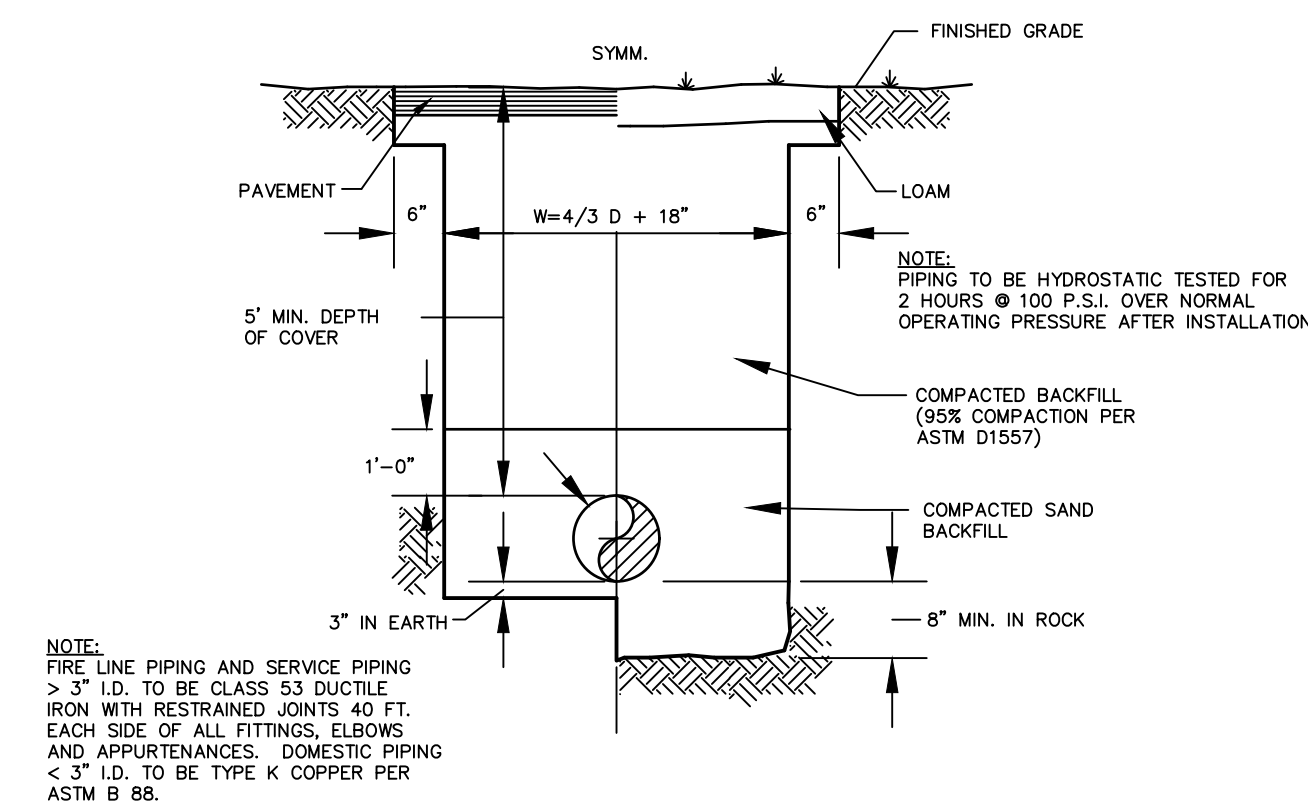 FINISHED GRADE
SYMM.
PAVEMENT
LOAM
6"
W=4/3 D + 18"
6"
NOTE:
PIPING TO BE HYDROSTATIC TESTED FOR
2 HOURS @ 100 P.S.I. OVER NORMAL
OPERATING PRESSURE AFTER INSTALLATION
5' MIN. DEPTH
OF COVER
COMPACTED BACKFILL
(95% COMPACTION PER
ASTM D1557)
1'-0"
COMPACTED SAND
BACKFILL
3" IN EARTH
8" MIN. IN ROCK
NOTE:
FIRE LINE PIPING AND SERVICE PIPING
> 3" I.D. TO BE CLASS 53 DUCTILE
IRON WITH RESTRAINED JOINTS 40 FT.
EACH SIDE OF ALL FITTINGS, ELBOWS
AND APPURTENANCES.  DOMESTIC PIPING
< 3" I.D. TO BE TYPE K COPPER PER
ASTM B 88.